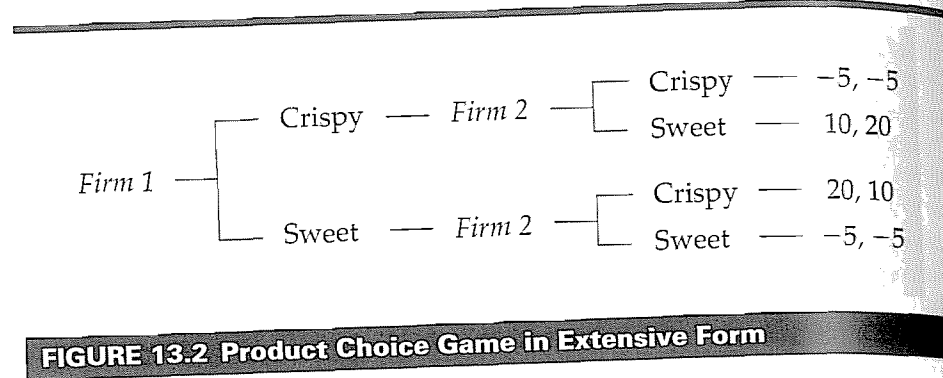 Crispy — −5, −5
Crispy — Firm 2
Sweet — 10, 20
Firm 1
Crispy — 20, 10
Sweet — Firm 2
Sweet — −5, −5
FIGURE 13.2 Product Choice Game in Extensive Form